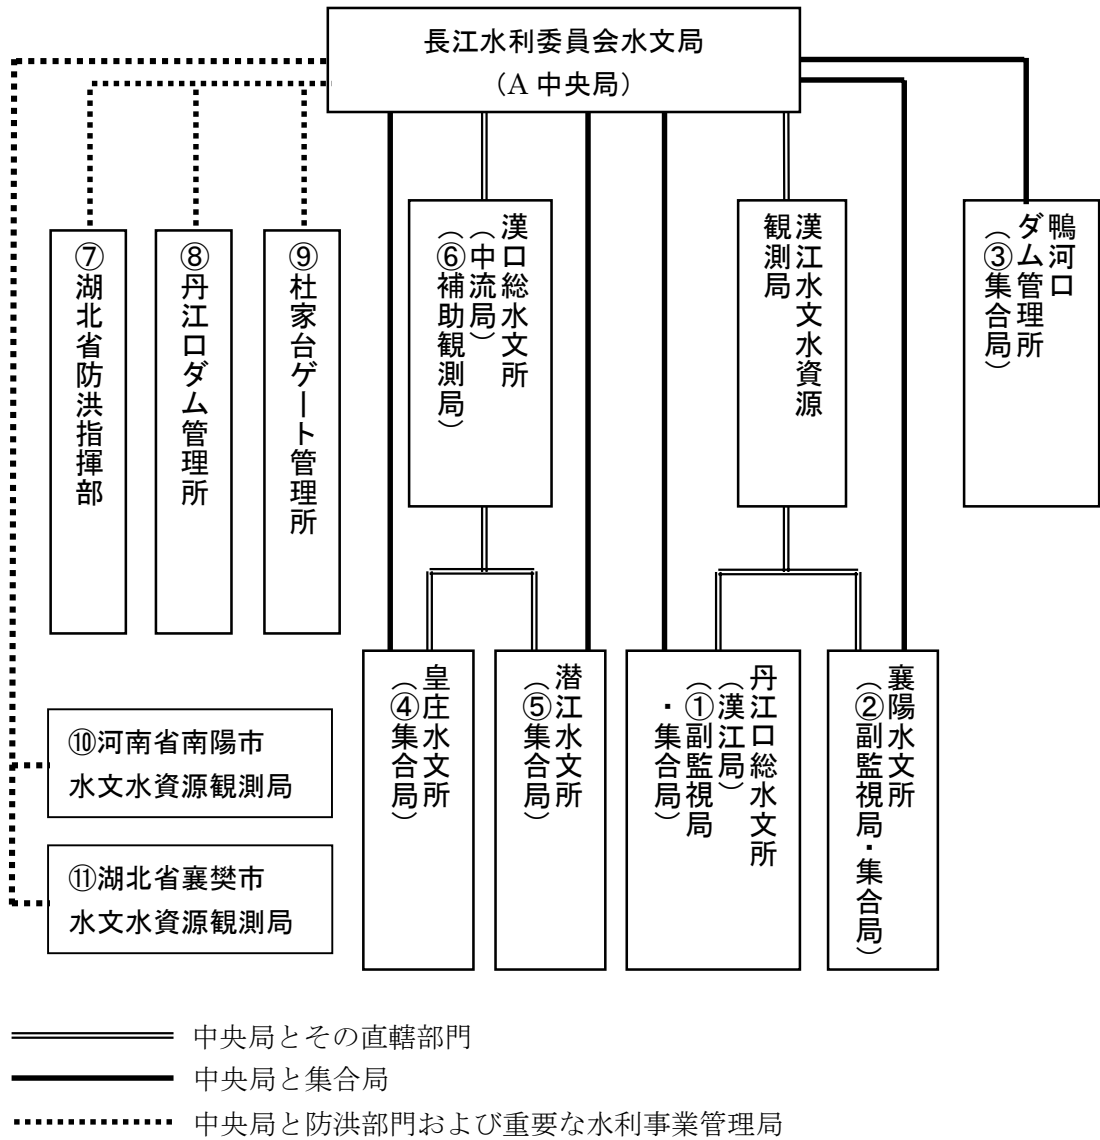 長江水利委員会水文局
(A 中央局)
⑦湖北省防洪指揮部
⑧丹江口ダム管理所
⑨杜家台ゲート管理所
漢口総水文所
(中流局)
(⑥補助観測局)
漢江水文水資源
観測局
鴨河口
ダム管理所
(③集合局)
皇庄水文所
(④集合局)
潜江水文所
(⑤集合局)
丹江口総水文所
(漢江局)
(①副監視局
・集合局)
襄陽水文所
(②副監視局・集合局)
⑩河南省南陽市
水文水資源観測局
⑪湖北省襄樊市
水文水資源観測局
中央局とその直轄部門
中央局と集合局
中央局と防洪部門および重要な水利事業管理局